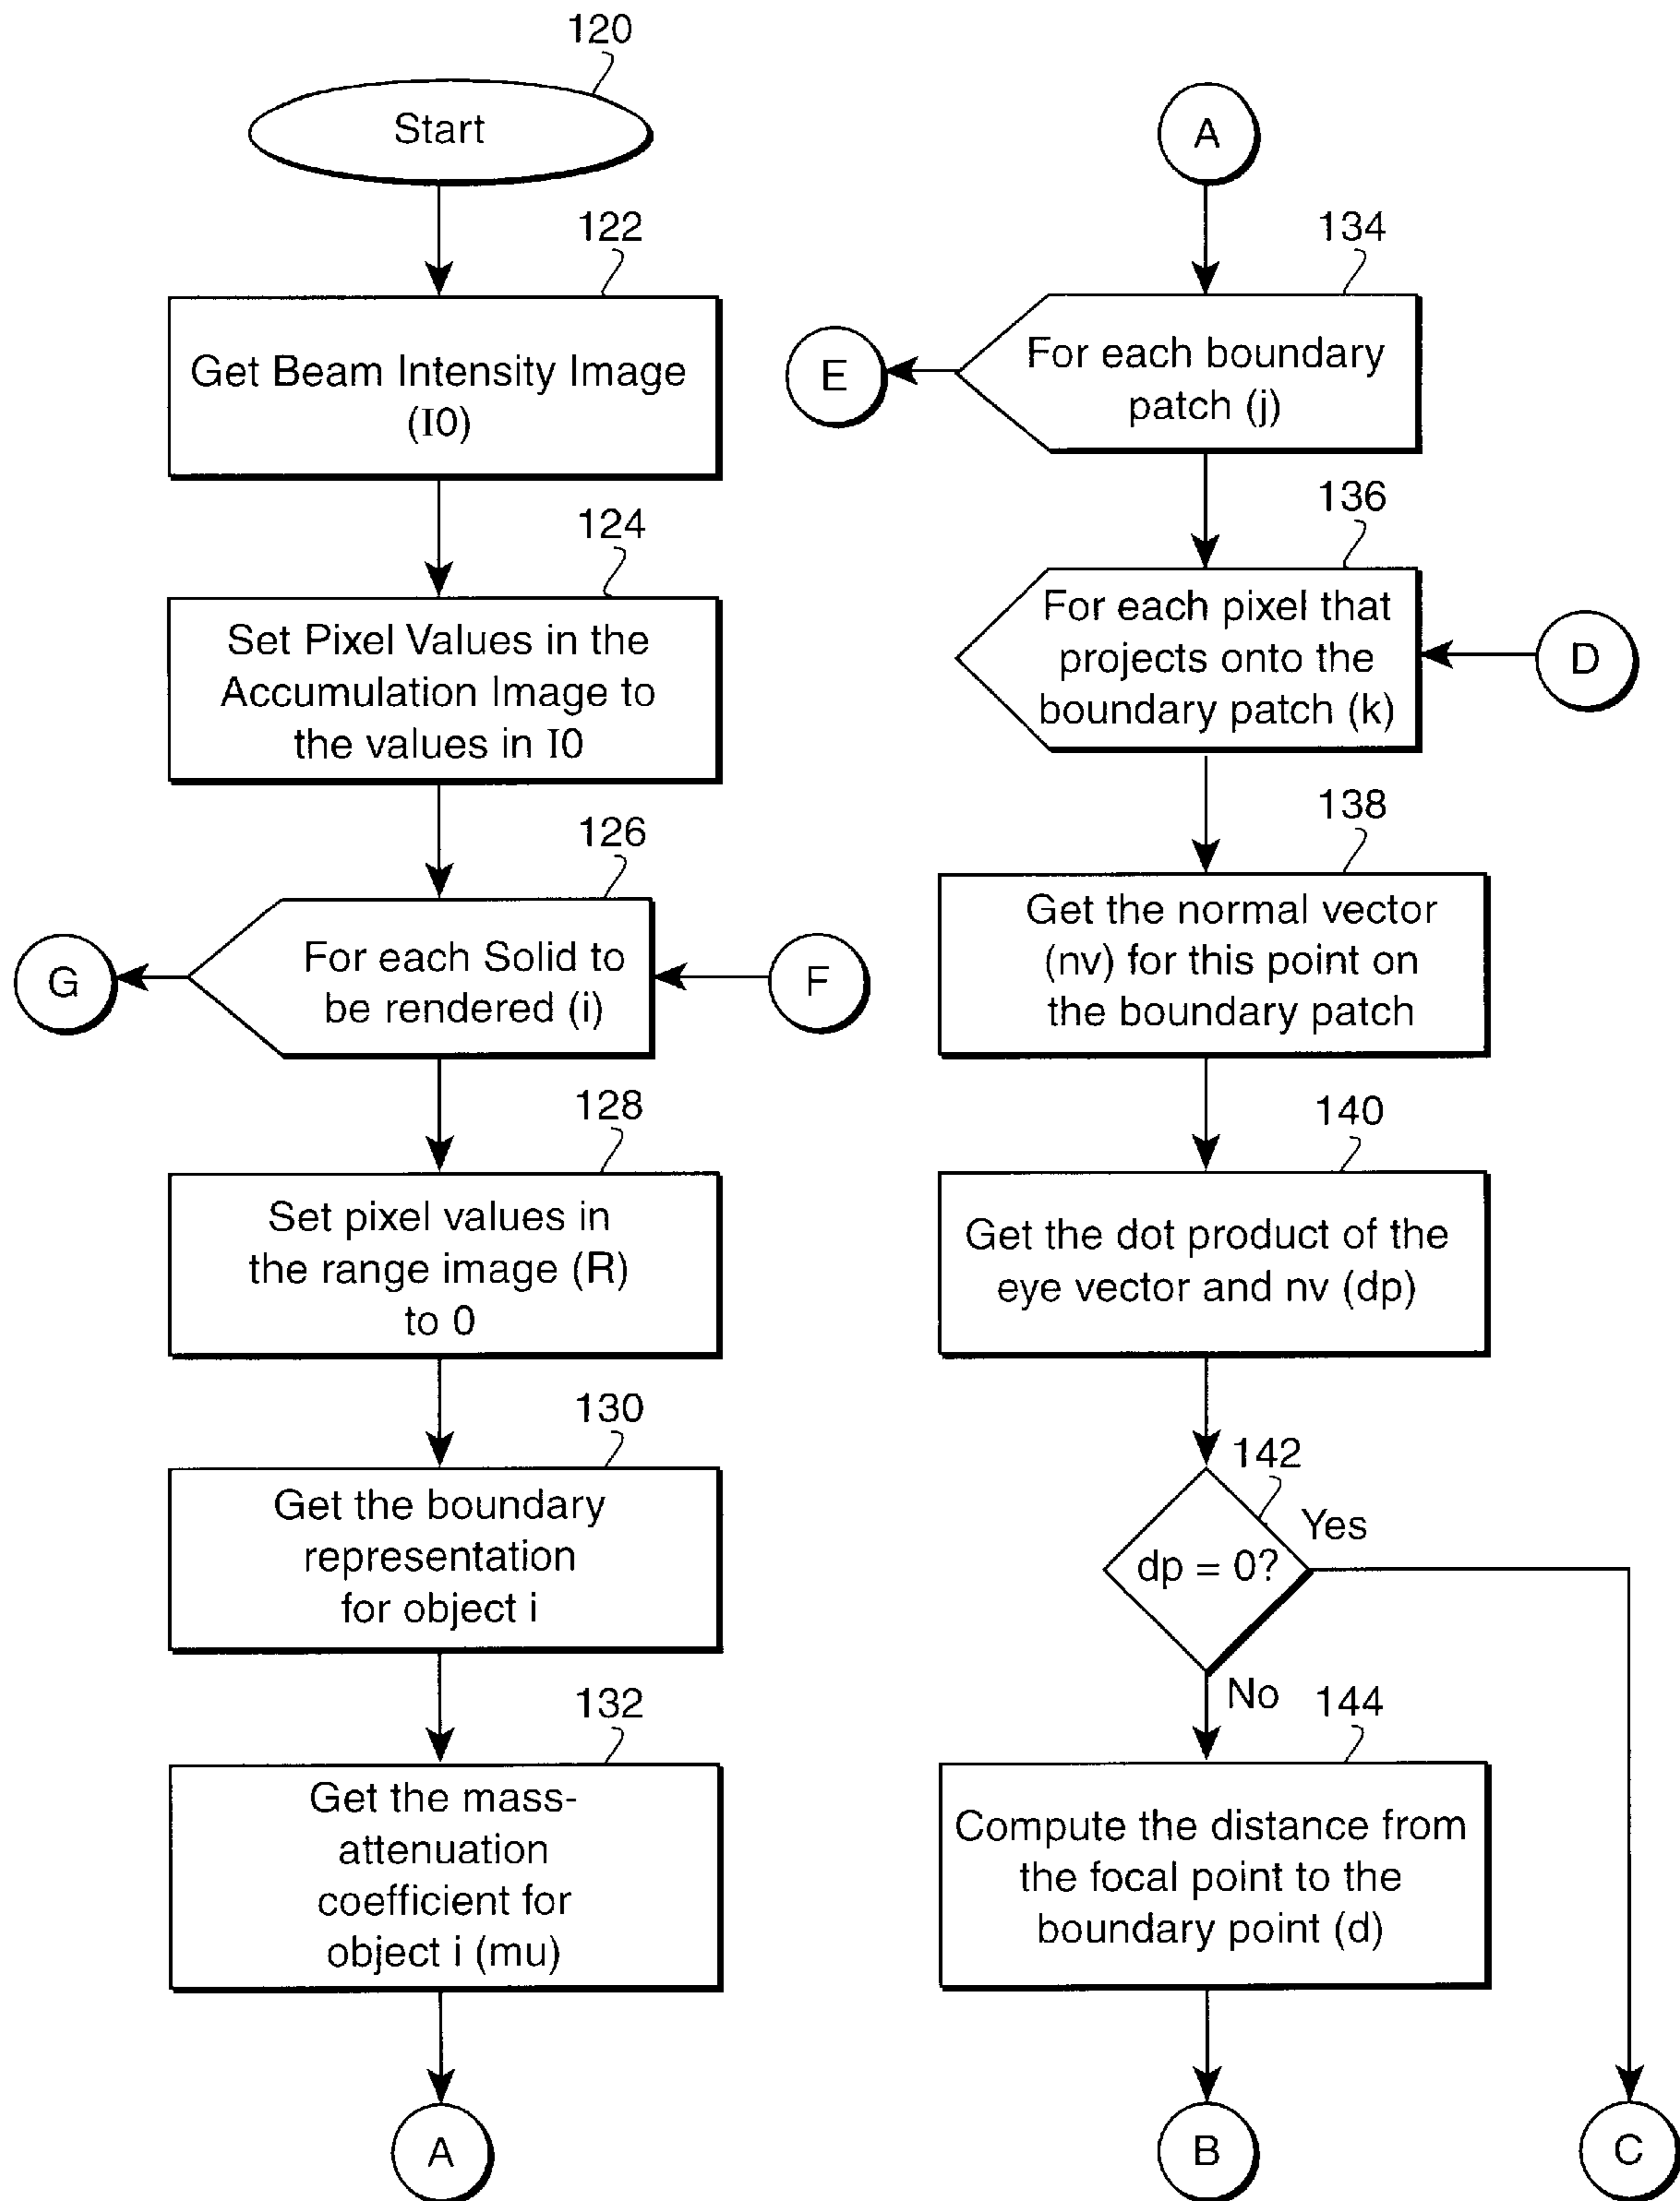 120
Start
122
Get Beam Intensity Image
(I0)
124
Set Pixel Values in the
Accumulation Image to
the values in I0
126
For each Solid to
be rendered (i)
G
F
128
Set pixel values in
the range image (R)
to 0
130
Get the boundary
representation
for object i
132
Get the mass-
attenuation
coefficient for
object i (mu)
A
A
134
For each boundary
patch (j)
E
136
For each pixel that
projects onto the
boundary patch (k)
D
138
Get the normal vector
(nv) for this point on
the boundary patch
140
Get the dot product of the
eye vector and nv (dp)
142
dp = 0?
Yes
No
144
Compute the distance from
the focal point to the
boundary point (d)
B
C